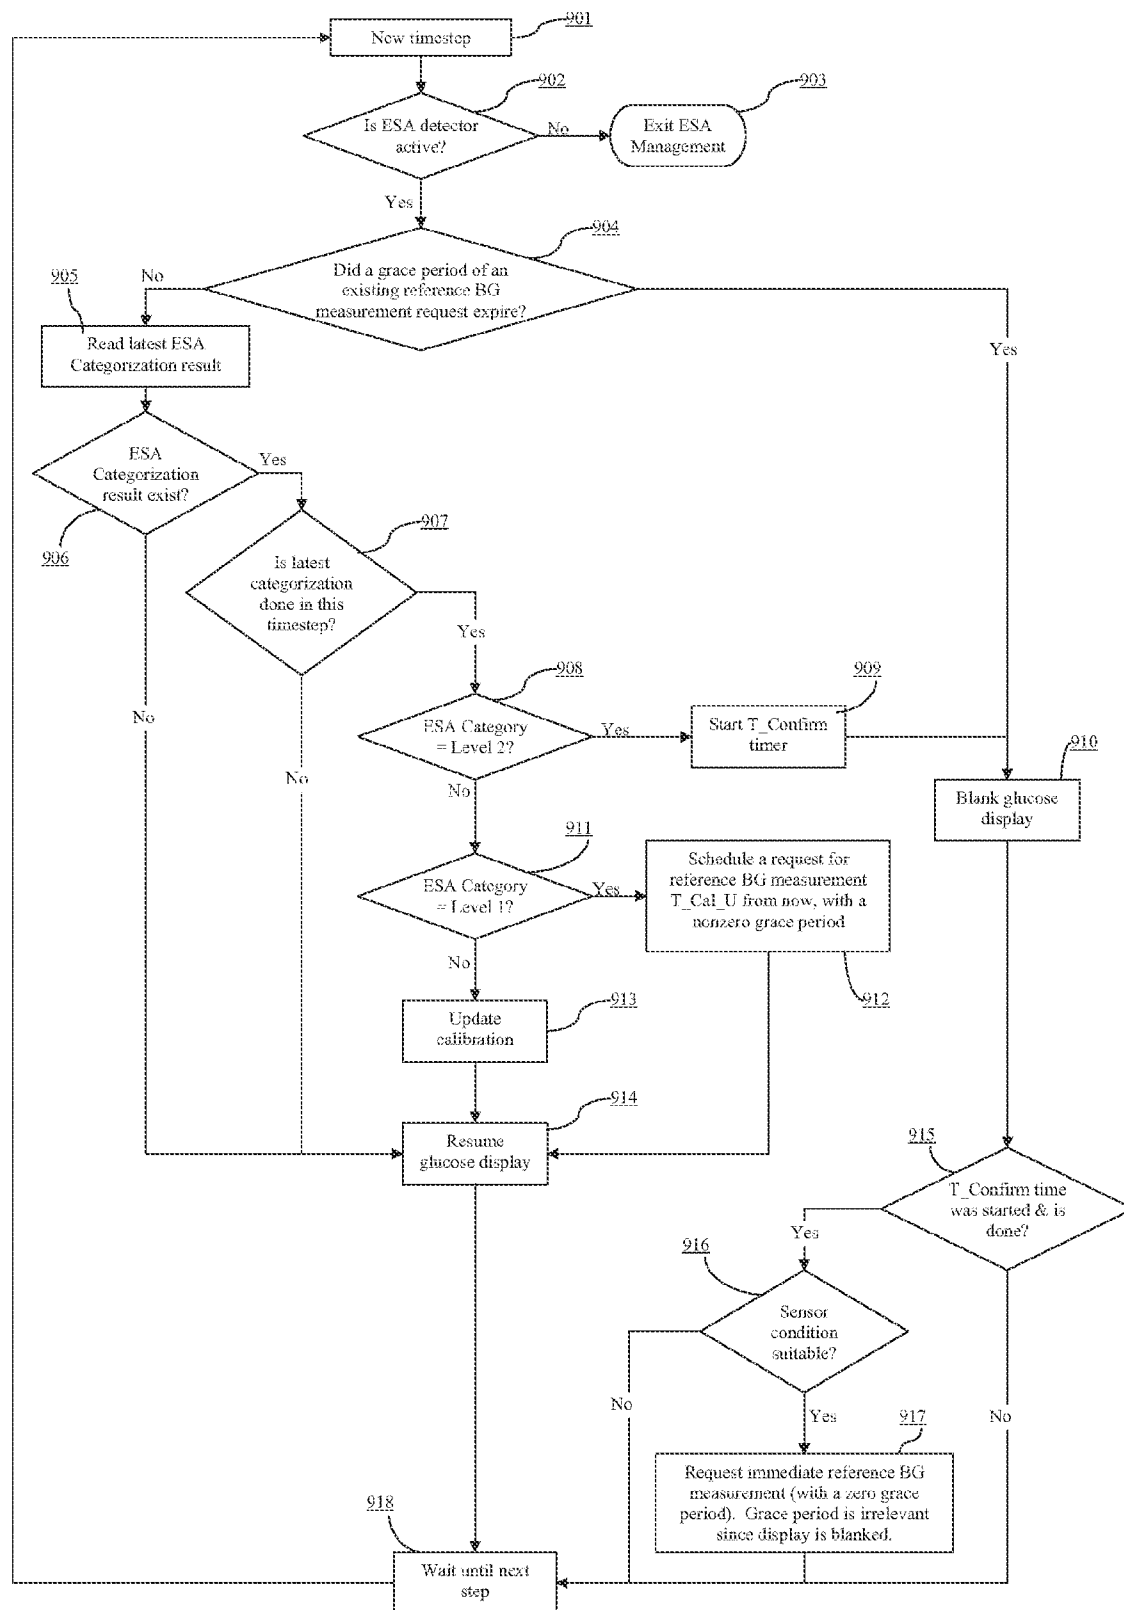 901
New timestep
902
903
Is ESA detector
active?
No
Exit ESA
Management
Yes
904
Did a grace period of an
existing reference BG
measurement request expire?
No
905
Yes
Read latest ESA
Categorization result
ESA
Categorization
result exist?
Yes
906
907
Is latest
categorization
done in this
timestep?
Yes
No
908
909
ESA Category
= Level 2?
Yes
Start T_Confirm
timer
910
No
No
Blank glucose
display
911
ESA Category
= Level 1?
Yes
Schedule a request for
reference BG measurement
T_Cal_U from now, with a
nonzero grace period
No
912
913
Update
calibration
914
Resume
glucose display
915
T_Confirm time
was started & is
done?
Yes
916
Sensor
condition
suitable?
No
Yes
No
917
Request immediate reference BG
measurement (with a zero grace
period). Grace period is irrelevant
since display is blanked.
918
Wait until next
step